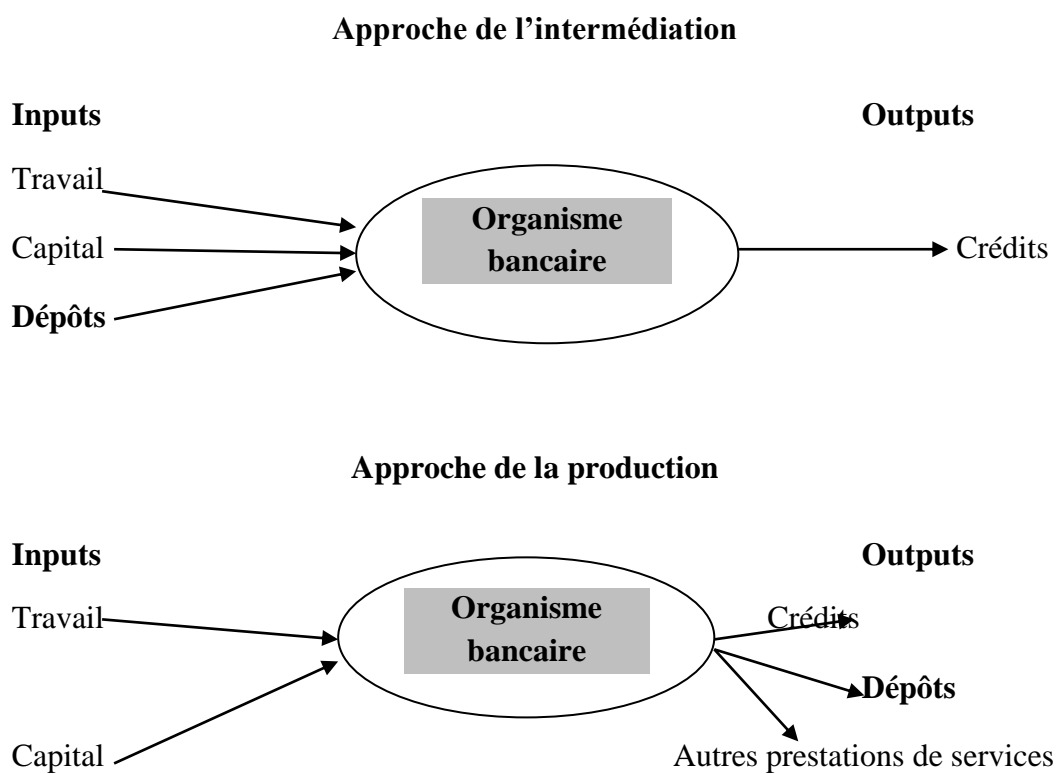 Approche de l'intermédiation
Inputs
Outputs
Travail
Organisme
bancaire
Capital
Crédits
Dépôts
Approche de la production
Inputs
Outputs
Travail
Organisme
bancaire
Crédits
Dépôts
Capital
Autres prestations de services